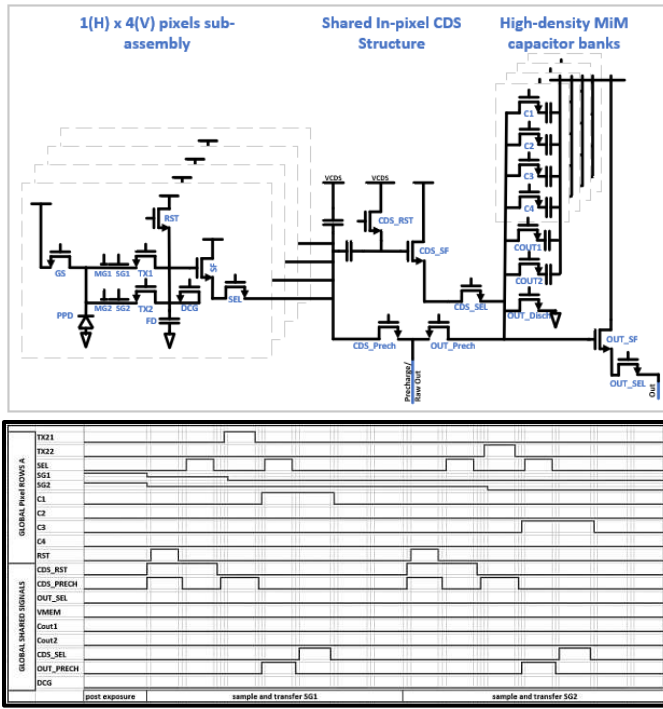 1(H) x 4(V) pixels sub-
assembly
Shared In-pixel CDS
Structure
High-density MiM
capacitor banks
C1
C2
C3
C4
COUT1
COUT2
OUT_Disch
VCDS
VCDS
RST
CDS_RST
CDS_SF
GS
MG1
SG1
TX1
SF
SEL
MG2
SG2
TX2
DCG
PPD
FD
CDS_SEL
CDS_Prech
OUT_Prech
OUT_SF
OUT_SEL
Precharge/
Raw Out
Out
GLOBAL Pixel ROWS A
TX21
TX22
SEL
SG1
SG2
C1
C2
C3
C4
RST
GLOBAL SHARED SIGNALS
CDS_RST
CDS_PRECH
OUT_SEL
VMEM
Cout1
Cout2
CDS_SEL
OUT_PRECH
DCG
post exposure
sample and transfer SG1
sample and transfer SG2